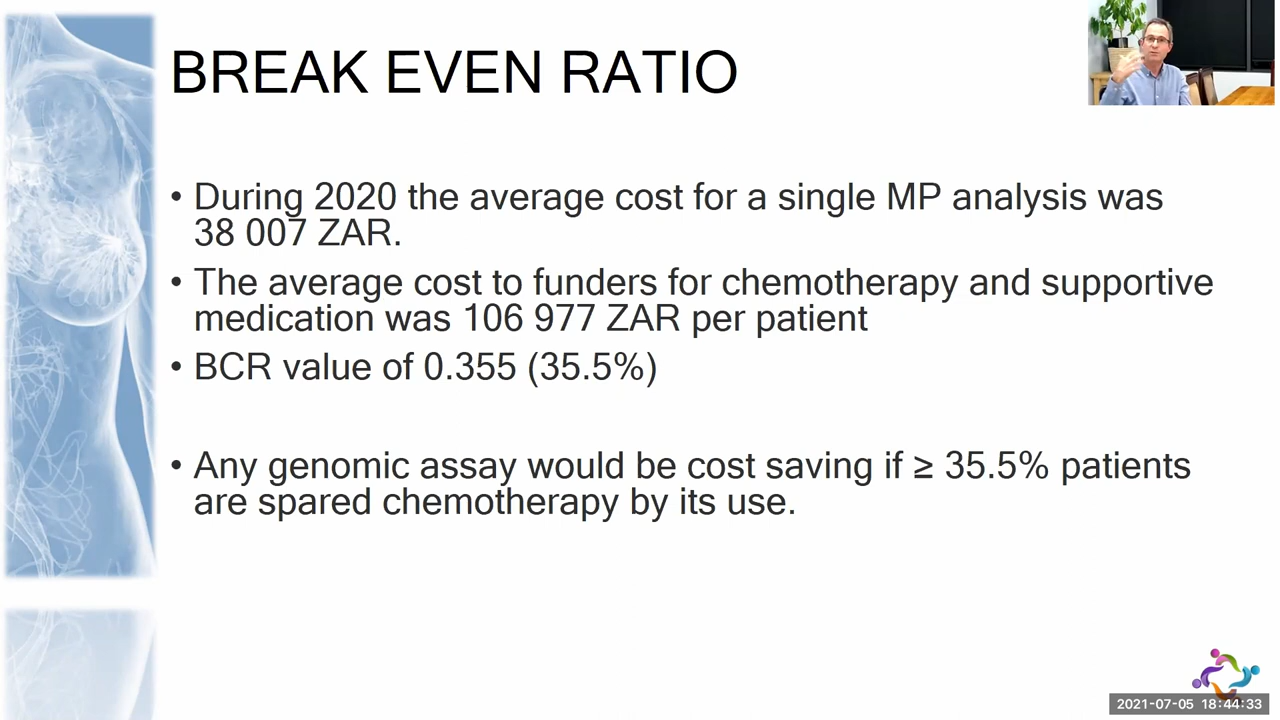 BREAK EVEN RATIO
• During 2020 the average cost for a single MP analysis was
38 007 ZAR.
• The average cost to funders for chemotherapy and supportive
medication was 106 977 ZAR per patient
• BCR value of 0.355 (35.5%)
• Any genomic assay would be cost saving if ≥ 35.5% patients
are spared chemotherapy by its use.
2021-07-05 18:44:33